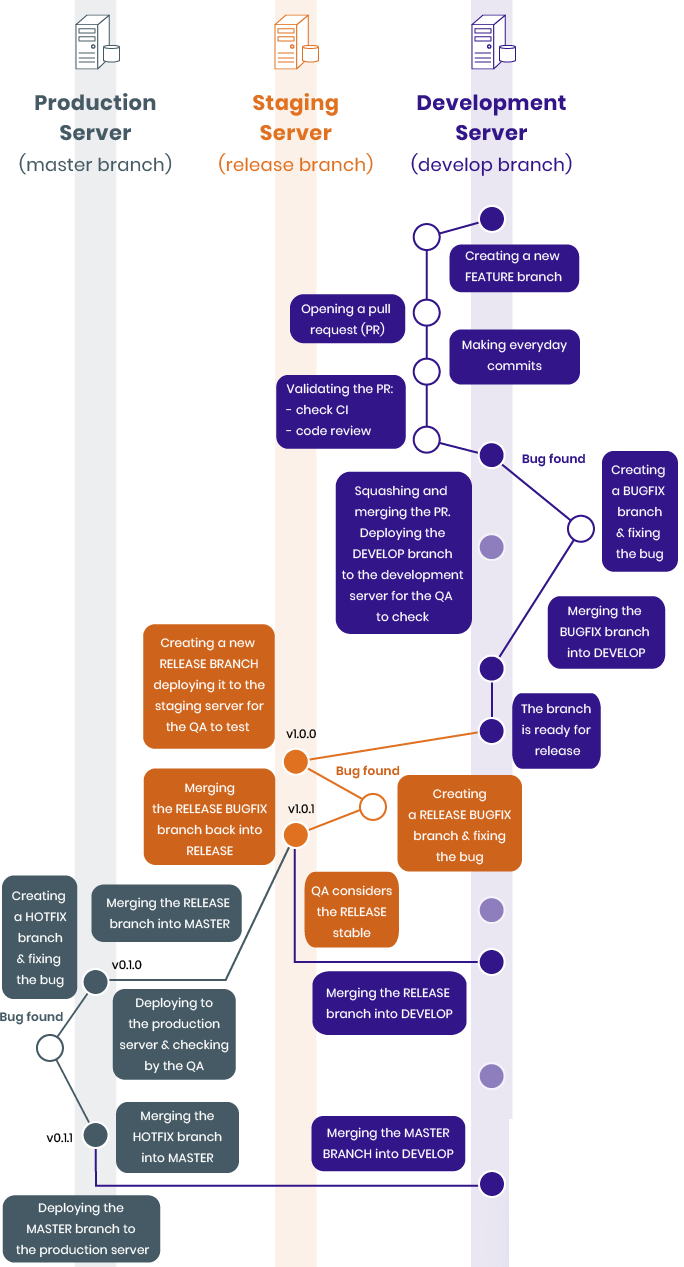 Production
Server
(master branch)
Staging
Server
(release branch)
Development
Server
(develop branch)
Creating a new
FEATURE branch
Opening a pull
request (PR)
Making everyday
commits
Validating the PR:
- check CI
- code review
Bug found
Creating
a BUGFIX
branch
& fixing
the bug
Squashing and
merging the PR.
Deploying the
DEVELOP branch
to the development
server for the QA
to check
Merging the
BUGFIX branch
into DEVELOP
Creating a new
RELEASE BRANCH
deploying it to the
staging server for
the QA to test
The branch
is ready for
release
v1.0.0
Bug found
Merging
the RELEASE BUGFIX
branch back into
RELEASE
v1.0.1
Creating
a RELEASE BUGFIX
branch & fixing
the bug
QA considers
the RELEASE
stable
Creating
a HOTFIX
branch
& fixing
the bug
Merging the RELEASE
branch into MASTER
v0.1.0
Merging the RELEASE
branch into DEVELOP
Deploying to
the production
server & checking
by the QA
Bug found
Merging the
HOTFIX branch
into MASTER
v0.1.1
Merging the MASTER
BRANCH into DEVELOP
Deploying the
MASTER branch to
the production server